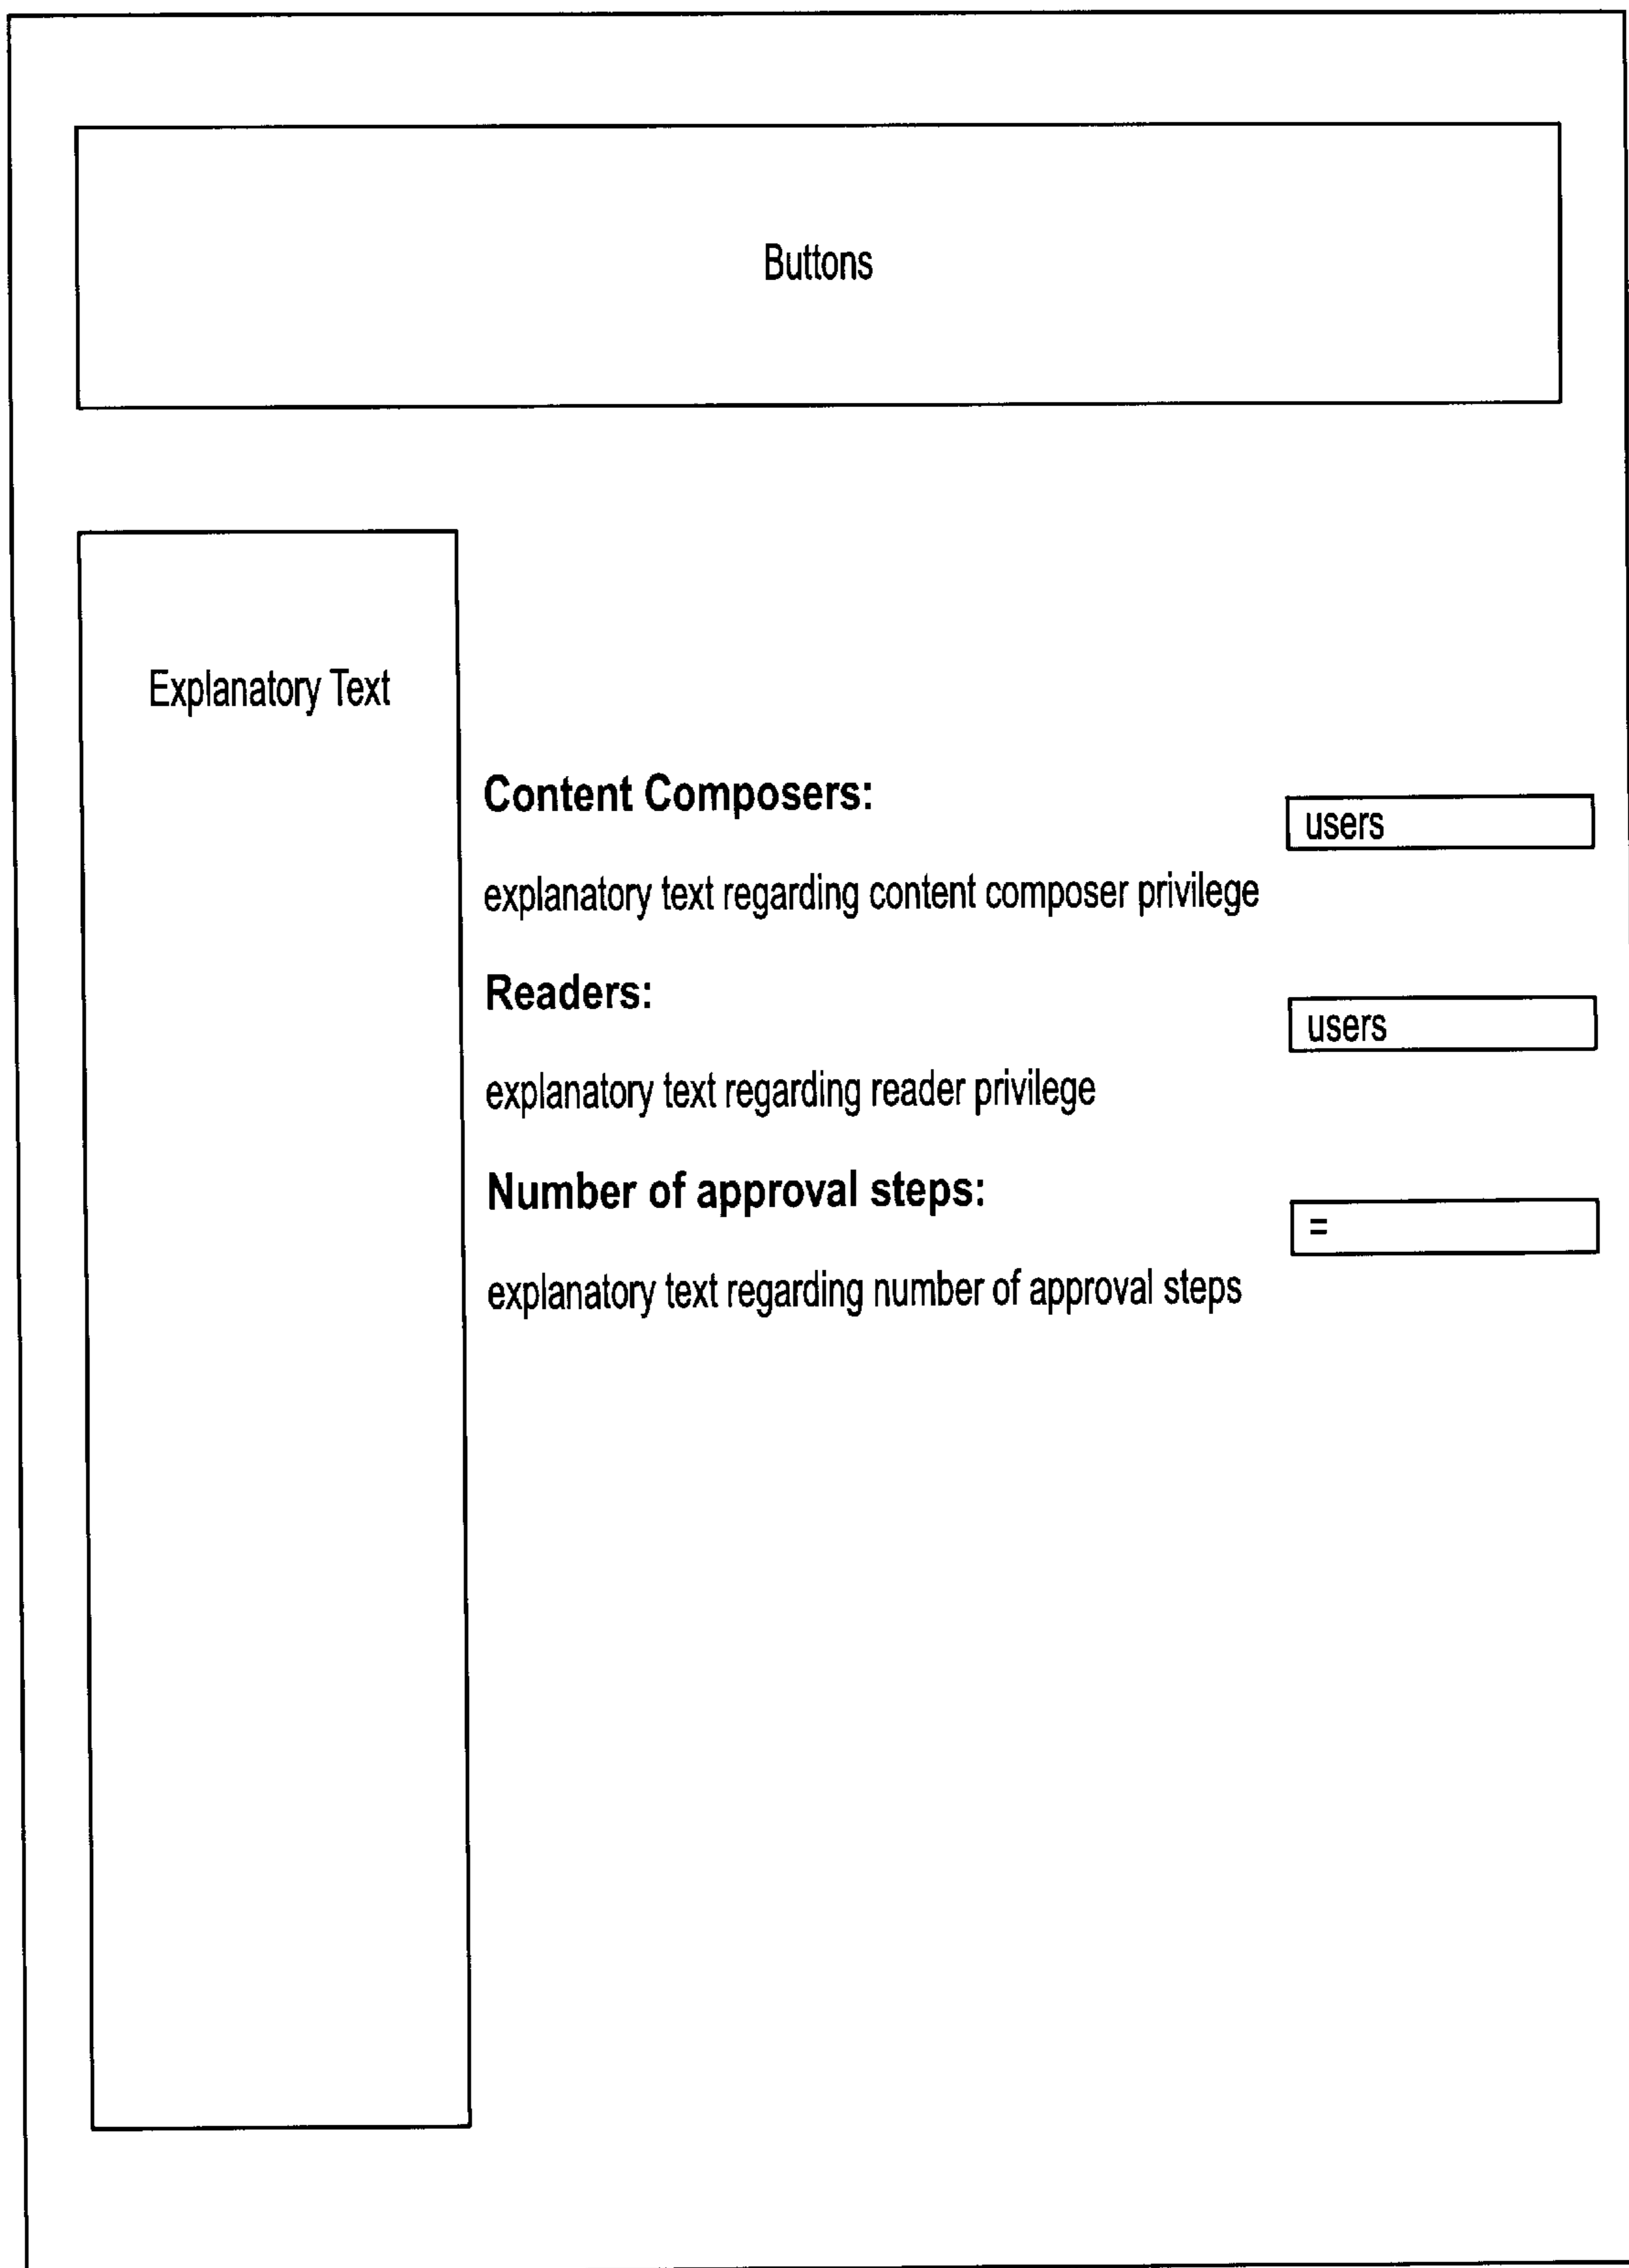 Buttons
Explanatory Text
Content Composers:
users
explanatory text regarding content composer privilege
Readers:
users
explanatory text regarding reader privilege
Number of approval steps:
=
explanatory text regarding number of approval steps